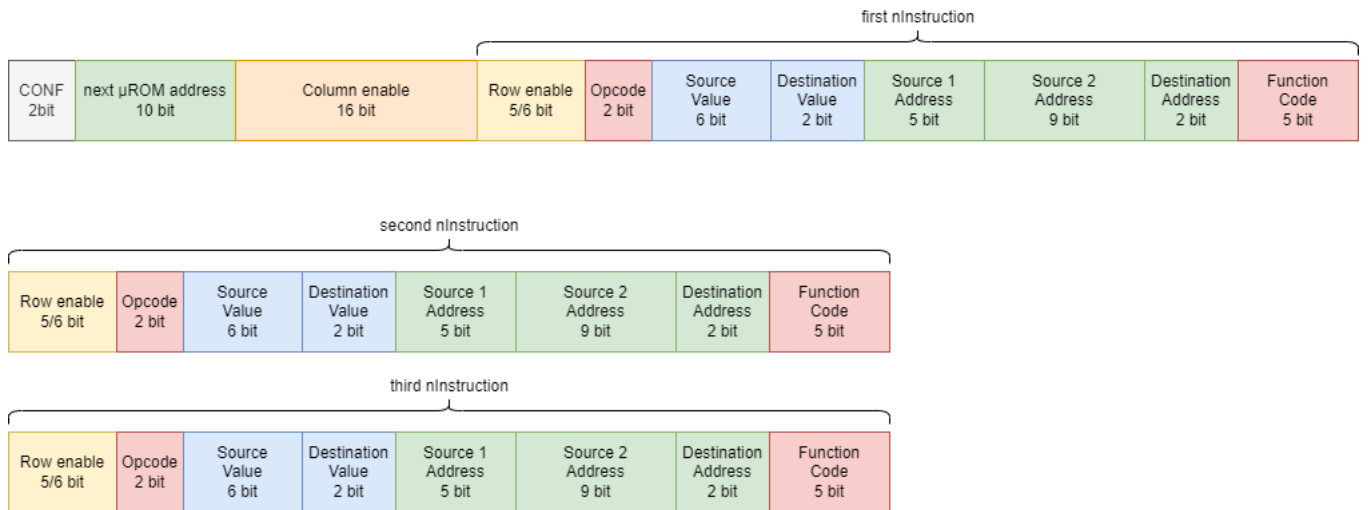 first nInstruction
CONF
2bit
next µROM address
10 bit
Column enable
16 bit
Row enable
5/6 bit
Opcode
2 bit
Source
Value
6 bit
Destination
Value
2 bit
Source 1
Address
5 bit
Source 2
Address
9 bit
Destination
Address
2 bit
Function
Code
5 bit
second nInstruction
Row enable
5/6 bit
Opcode
2 bit
Source
Value
6 bit
Destination
Value
2 bit
Source 1
Address
5 bit
Source 2
Address
9 bit
Destination
Address
2 bit
Function
Code
5 bit
third nInstruction
Row enable
5/6 bit
Opcode
2 bit
Source
Value
6 bit
Destination
Value
2 bit
Source 1
Address
5 bit
Source 2
Address
9 bit
Destination
Address
2 bit
Function
Code
5 bit